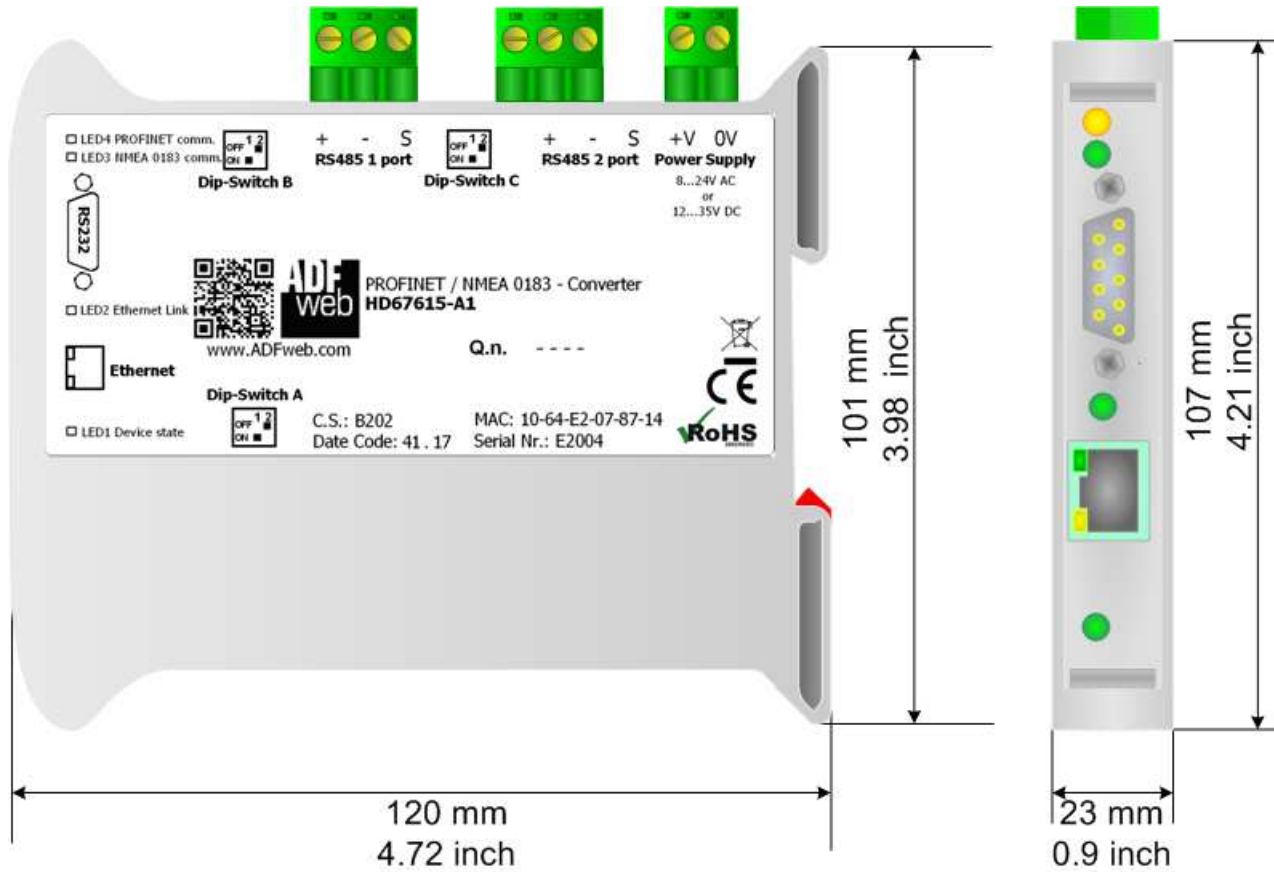 LED4 PROFINET comm.
LED3 NMEA 0183 comm.
1 2
OFF
ON
Dip-Switch B
+ - S
RS485 1 port
1 2
OFF
ON
Dip-Switch C
+ - S
RS485 2 port
+V 0V
Power Supply
8...24V AC
or
12...35V DC
RS232
ADF
web
PROFINET / NMEA 0183 - Converter
HD67615-A1
LED2 Ethernet Link
www.ADFweb.com
Q.n. - - - -
Ethernet
CE
Dip-Switch A
1 2
OFF
ON
LED1 Device state
C.S.: B202
Date Code: 41 . 17
MAC: 10-64-E2-07-87-14
Serial Nr.: E2004
RoHS
101 mm
3.98 inch
107 mm
4.21 inch
120 mm
4.72 inch
23 mm
0.9 inch